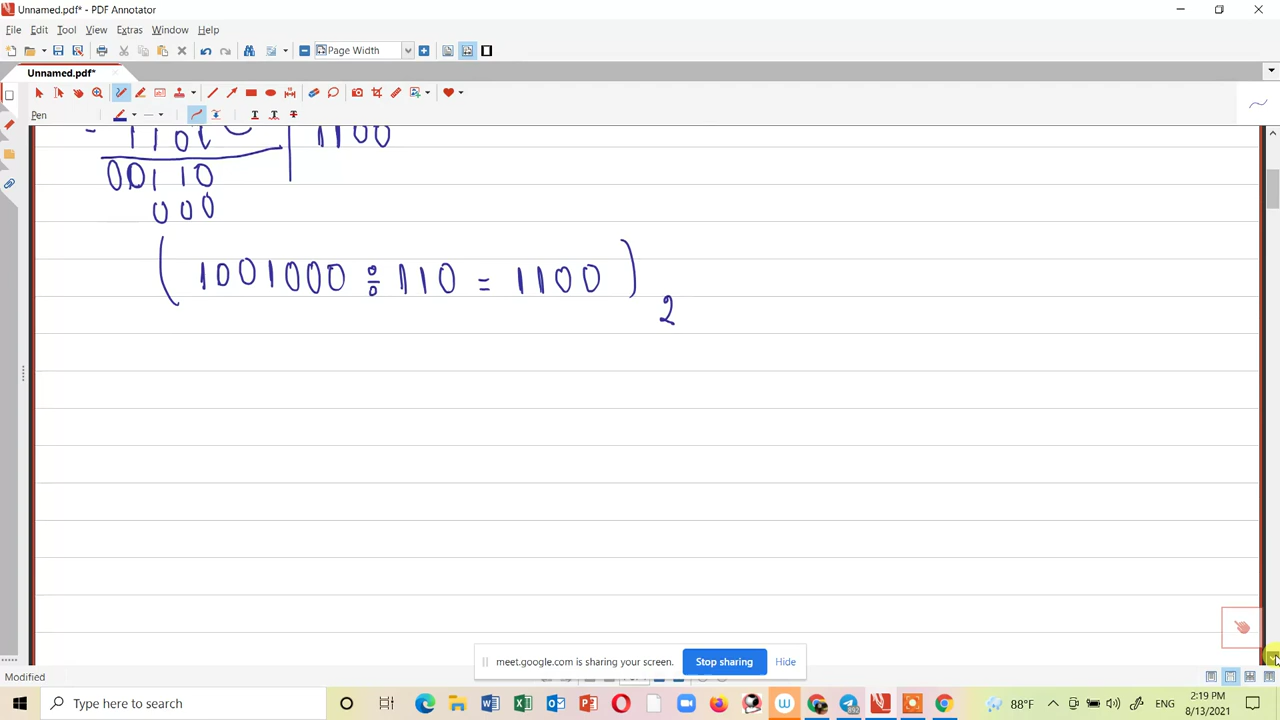 Unnamed.pdf* - PDF Annotator
File Edit Tool View Extras Window Help
Page Width
Unnamed.pdf*
Pen
1100
00110
000
( 1001000 ÷ 110 = 1100 )
2
meet.google.com is sharing your screen. Stop sharing Hide
Modified
Type here to search
892
88°F
ENG
2:19 PM
8/13/2021